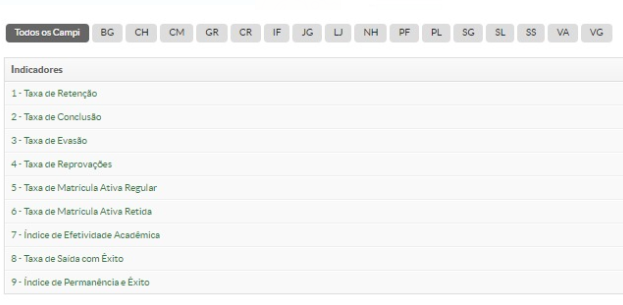 Todos os Campi BG CH CM GR CR IF JG LJ NH PF PL SG SL SS VA VG
Indicadores
1 - Taxa de Retenção
2 - Taxa de Conclusão
3 - Taxa de Evasão
4 - Taxa de Reprovações
5 - Taxa de Matrícula Ativa Regular
6 - Taxa de Matrícula Ativa Retida
7 - Índice de Efetividade Acadêmica
8 - Taxa de Saída com Êxito
9 - Índice de Permanência e Êxito